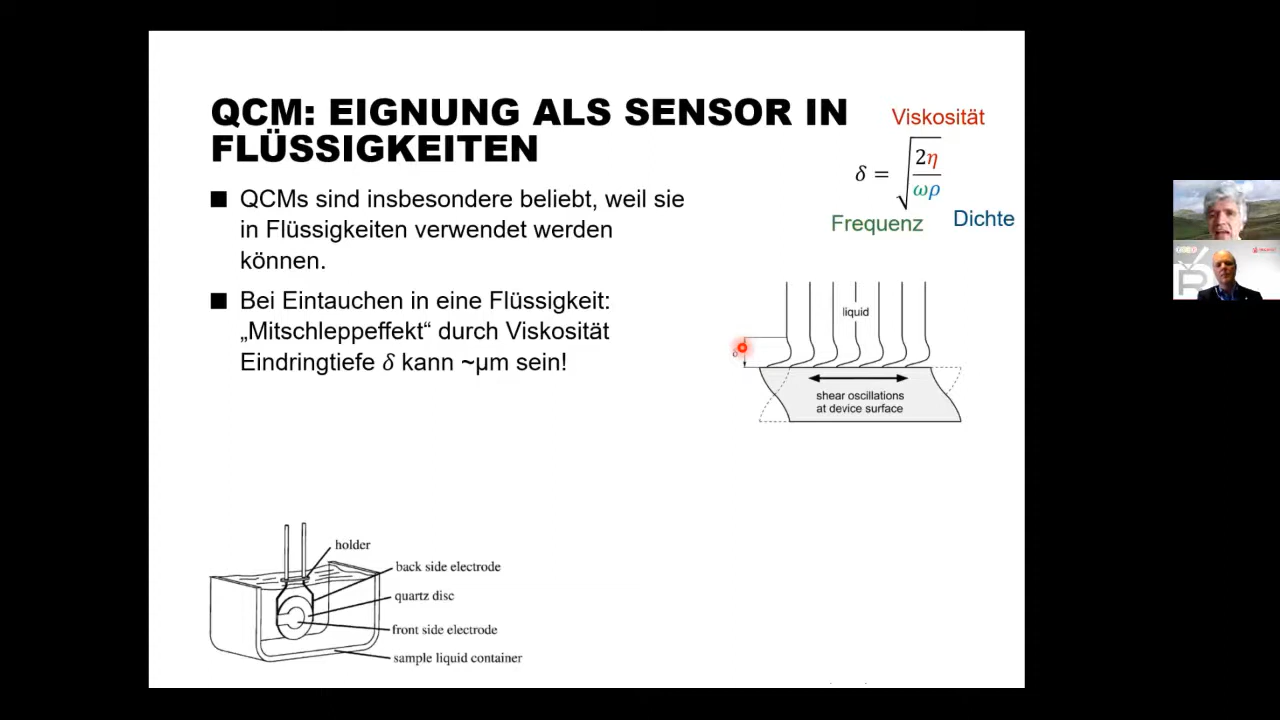 QCM: EIGNUNG ALS SENSOR IN
FLÜSSIGKEITEN
QCMs sind insbesondere beliebt, weil sie
in Flüssigkeiten verwendet werden
können.
Bei Eintauchen in eine Flüssigkeit:
„Mitschleppeffekt“ durch Viskosität
Eindringtiefe δ kann ~µm sein!
Viskosität
δ = √(2η/ωρ)
Frequenz
Dichte
liquid
shear oscillations
at device surface
holder
back side electrode
quartz disc
front side electrode
sample liquid container